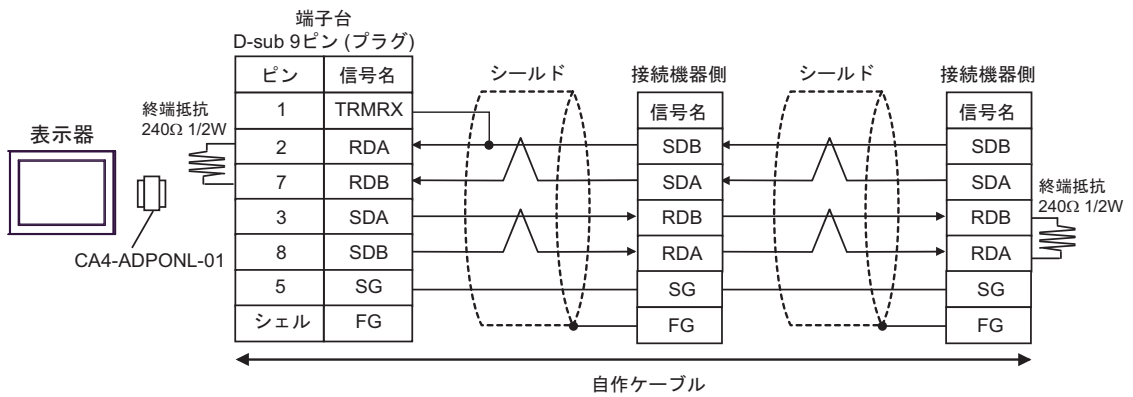 端子台
D-sub 9ピン (プラグ)
ピン 信号名
1 TRMRX
2 RDA
7 RDB
3 SDA
8 SDB
5 SG
シェル FG
表示器
終端抵抗
240Ω 1/2W
CA4-ADPONL-01
シールド
接続機器側
信号名
SDB
SDA
RDB
RDA
SG
FG
シールド
接続機器側
信号名
SDB
SDA
RDB
RDA
SG
FG
終端抵抗
240Ω 1/2W
自作ケーブル